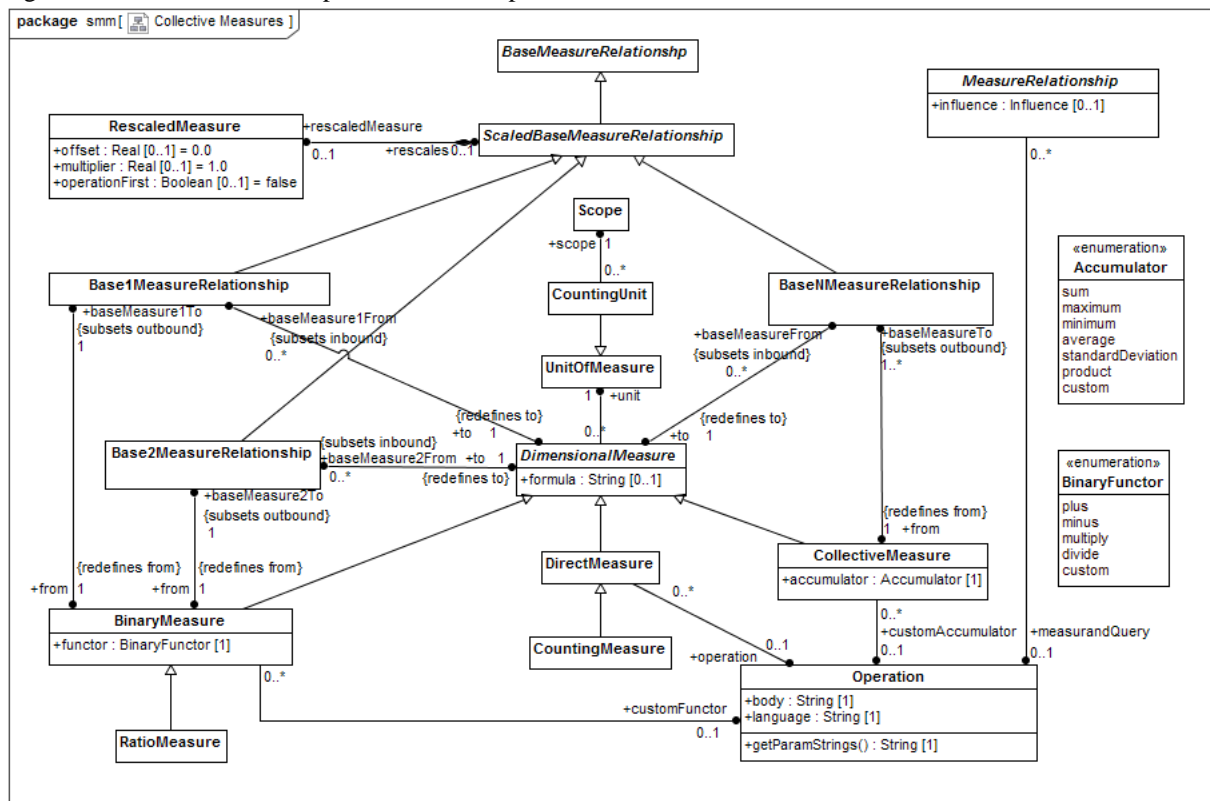 package smm[ Collective Measures ]
BaseMeasureRelationshp
MeasureRelationship
+influence : Influence [0..1]
0..*
RescaledMeasure
+offset : Real [0..1] = 0.0
+multiplier : Real [0..1] = 1.0
+operationFirst : Boolean [0..1] = false
+rescaledMeasure
0..1
+rescales
0..1
ScaledBaseMeasureRelationship
Scope
+scope
1
0..*
CountingUnit
Base1MeasureRelationship
+baseMeasure1To
{subsets outbound}
1
+baseMeasure1From
{subsets inbound}
0..*
UnitOfMeasure
1
+unit
0..*
BaseNMeasureRelationship
+baseMeasureFrom
{subsets inbound}
0..*
+baseMeasureTo
{subsets outbound}
1..*
«enumeration»
Accumulator
sum
maximum
minimum
average
standardDeviation
product
custom
{redefines to}
+to
1
{redefines to}
+to
1
Base2MeasureRelationship
{subsets inbound}
+baseMeasure2From
0..*
+to
1
{redefines to}
+baseMeasure2To
{subsets outbound}
1
DimensionalMeasure
+formula : String [0..1]
«enumeration»
BinaryFunctor
plus
minus
multiply
divide
custom
{redefines from}
1
+from
CollectiveMeasure
+accumulator : Accumulator [1]
0..*
+customAccumulator
0..1
+measurandQuery
0..1
{redefines from}
+from
1
{redefines from}
+from
1
BinaryMeasure
+functor : BinaryFunctor [1]
0..*
DirectMeasure
0..*
CountingMeasure
0..1
+operation
Operation
+body : String [1]
+language : String [1]
+getParamStrings() : String [1]
+customFunctor
0..1
RatioMeasure